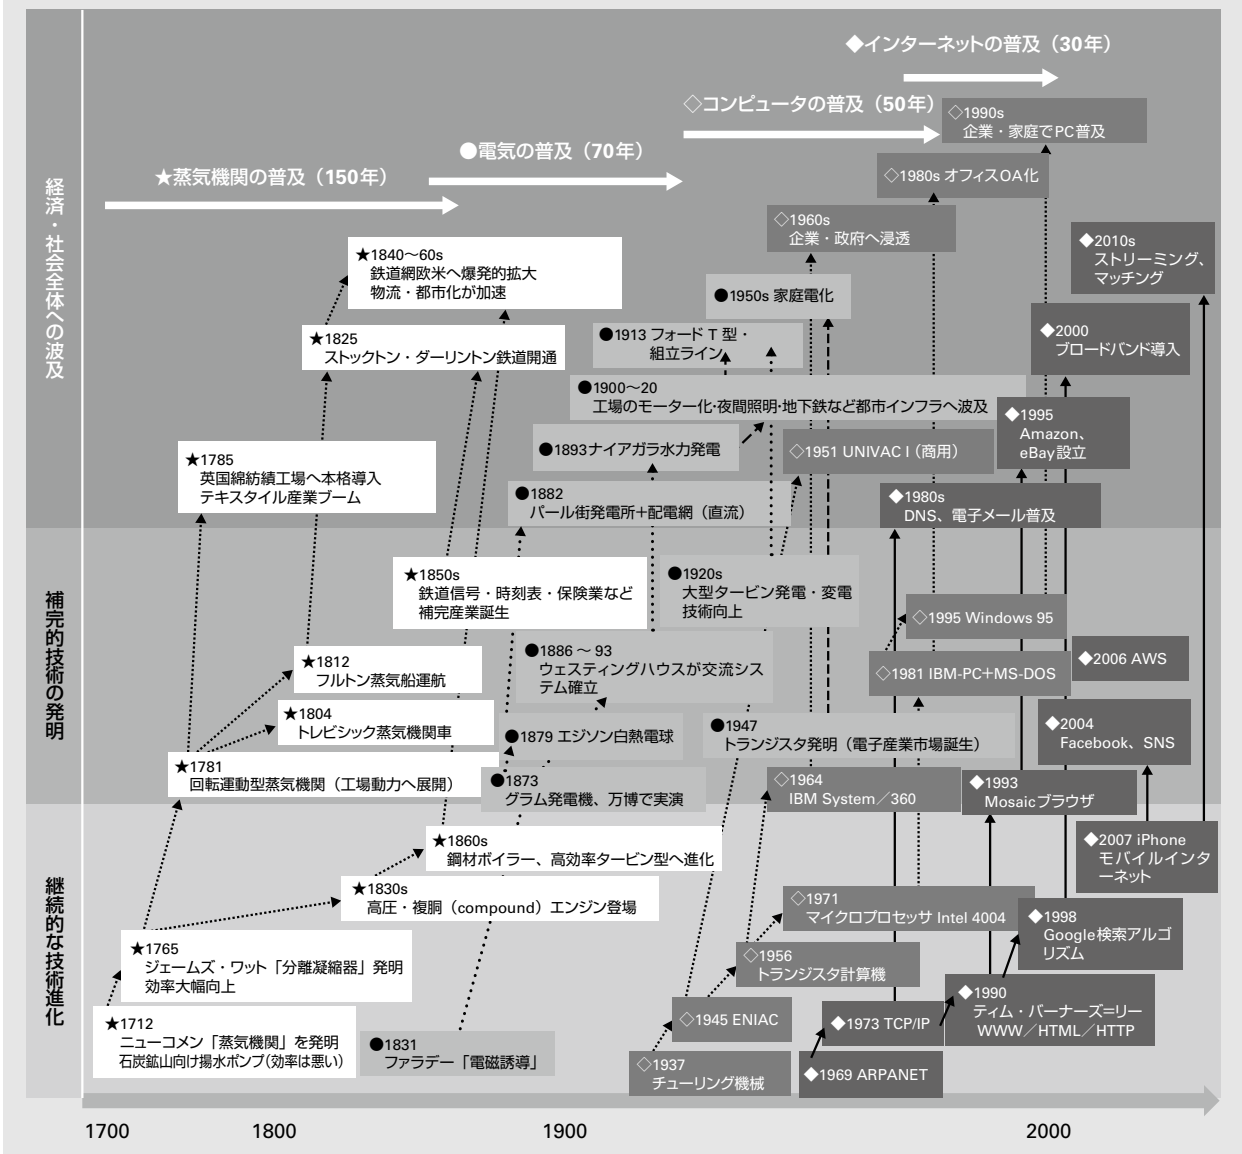 ◆インターネットの普及（30年）
◇コンピュータの普及（50年）
●電気の普及（70年）
★蒸気機関の普及（150年）
経済・社会全体への波及
◇1990s
企業・家庭でPC普及
◇1980s オフィスOA化
◇1960s
企業・政府へ浸透
◆2010s
ストリーミング、
マッチング
★1840〜60s
鉄道網欧米へ爆発的拡大
物流・都市化が加速
●1950s 家庭電化
◆2000
ブロードバンド導入
★1825
ストックトン・ダーリントン鉄道開通
●1913 フォード T 型・
組立ライン
●1900〜20
工場のモーター化･夜間照明･地下鉄など都市インフラへ波及
◆1995
Amazon、
eBay 設立
●1893ナイアガラ水力発電
◇1951 UNIVAC I（商用）
★1785
英国綿紡績工場へ本格導入
テキスタイル産業ブーム
●1882
パール街発電所＋配電網（直流）
◆1980s
DNS、電子メール普及
補完的技術の発明
★1850s
鉄道信号・時刻表・保険業など
補完産業誕生
●1920s
大型タービン発電・変電
技術向上
◇1995 Windows 95
●1886 〜 93
ウェスティングハウスが交流シス
テム確立
★1812
フルトン蒸気船運航
◇1981 IBM-PC＋MS-DOS
◆2006 AWS
★1804
トレビシック蒸気機関車
●1879 エジソン白熱電球
●1947
トランジスタ発明（電子産業市場誕生）
◆2004
Facebook、SNS
★1781
回転運動型蒸気機関（工場動力へ展開）
●1873
グラム発電機、万博で実演
◇1964
IBM System／360
◆1993
Mosaicブラウザ
継続的な技術進化
★1860s
鋼材ボイラー、高効率タービン型へ進化
◆2007 iPhone
モバイルインタ
ーネット
★1830s
高圧・複胴（compound）エンジン登場
◇1971
マイクロプロセッサ Intel 4004
◆1998
Google検索アルゴ
リズム
★1765
ジェームズ・ワット「分離凝縮器」発明
効率大幅向上
◇1956
トランジスタ計算機
◆1990
ティム・バーナーズ＝リー
WWW／HTML／HTTP
★1712
ニューコメン「蒸気機関」を発明
石炭鉱山向け揚水ポンプ（効率は悪い）
●1831
ファラデー「電磁誘導」
◇1945 ENIAC
◆1973 TCP/IP
◇1937
チューリング機械
◆1969 ARPANET
1700
1800
1900
2000